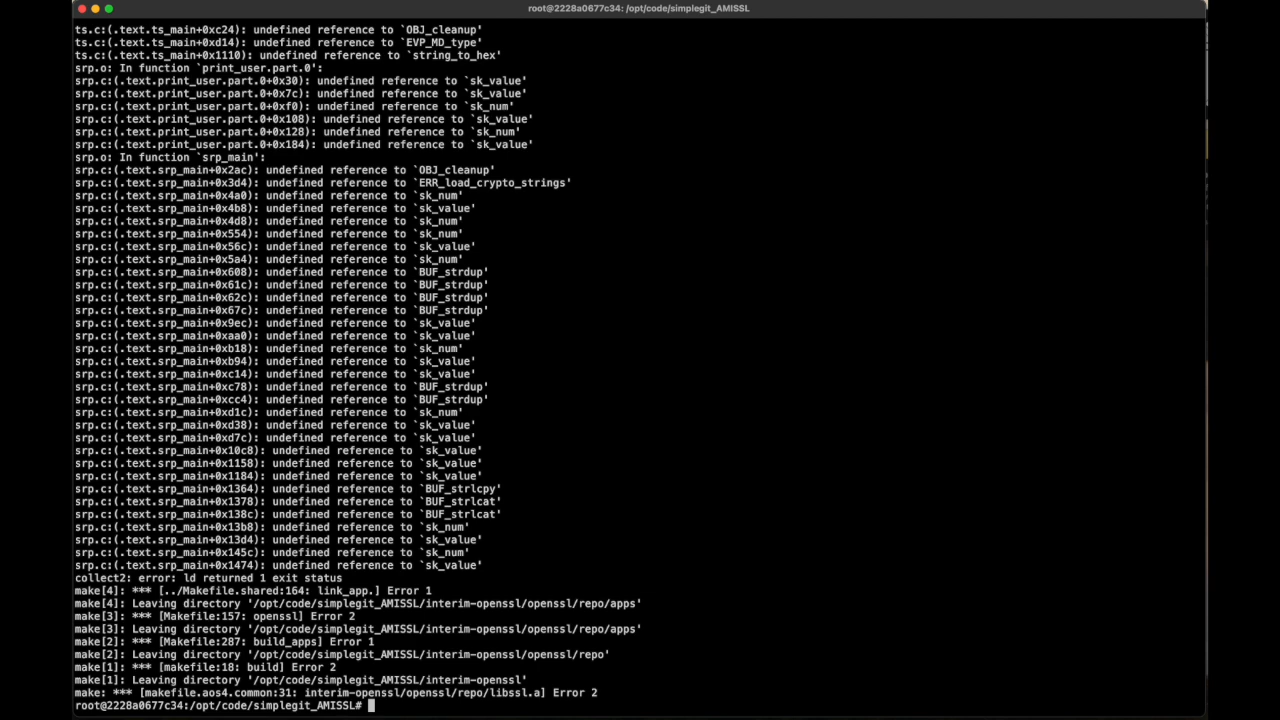 root@2228a0677c34: /opt/code/simplegit_AMISSL
ts.c:(.text.ts_main+0xc24): undefined reference to `OBJ_cleanup'
ts.c:(.text.ts_main+0xd14): undefined reference to `EVP_MD_type'
ts.c:(.text.ts_main+0x1110): undefined reference to `string_to_hex'
srp.o: In function `print_user.part.0':
srp.c:(.text.print_user.part.0+0x30): undefined reference to `sk_value'
srp.c:(.text.print_user.part.0+0x7c): undefined reference to `sk_value'
srp.c:(.text.print_user.part.0+0xf0): undefined reference to `sk_num'
srp.c:(.text.print_user.part.0+0x108): undefined reference to `sk_value'
srp.c:(.text.print_user.part.0+0x128): undefined reference to `sk_num'
srp.c:(.text.print_user.part.0+0x184): undefined reference to `sk_value'
srp.o: In function `srp_main':
srp.c:(.text.srp_main+0x2ac): undefined reference to `OBJ_cleanup'
srp.c:(.text.srp_main+0x3d4): undefined reference to `ERR_load_crypto_strings'
srp.c:(.text.srp_main+0x4a0): undefined reference to `sk_num'
srp.c:(.text.srp_main+0x4b8): undefined reference to `sk_value'
srp.c:(.text.srp_main+0x4d8): undefined reference to `sk_num'
srp.c:(.text.srp_main+0x554): undefined reference to `sk_num'
srp.c:(.text.srp_main+0x56c): undefined reference to `sk_value'
srp.c:(.text.srp_main+0x5a4): undefined reference to `sk_num'
srp.c:(.text.srp_main+0x608): undefined reference to `BUF_strdup'
srp.c:(.text.srp_main+0x61c): undefined reference to `BUF_strdup'
srp.c:(.text.srp_main+0x62c): undefined reference to `BUF_strdup'
srp.c:(.text.srp_main+0x67c): undefined reference to `BUF_strdup'
srp.c:(.text.srp_main+0x9ec): undefined reference to `sk_value'
srp.c:(.text.srp_main+0xaa0): undefined reference to `sk_value'
srp.c:(.text.srp_main+0xb18): undefined reference to `sk_num'
srp.c:(.text.srp_main+0xb94): undefined reference to `sk_value'
srp.c:(.text.srp_main+0xc14): undefined reference to `sk_value'
srp.c:(.text.srp_main+0xc78): undefined reference to `BUF_strdup'
srp.c:(.text.srp_main+0xcc4): undefined reference to `BUF_strdup'
srp.c:(.text.srp_main+0xd1c): undefined reference to `sk_num'
srp.c:(.text.srp_main+0xd38): undefined reference to `sk_value'
srp.c:(.text.srp_main+0xd7c): undefined reference to `sk_value'
srp.c:(.text.srp_main+0x10c8): undefined reference to `sk_value'
srp.c:(.text.srp_main+0x1158): undefined reference to `sk_value'
srp.c:(.text.srp_main+0x1184): undefined reference to `sk_value'
srp.c:(.text.srp_main+0x1364): undefined reference to `BUF_strlcpy'
srp.c:(.text.srp_main+0x1378): undefined reference to `BUF_strlcat'
srp.c:(.text.srp_main+0x138c): undefined reference to `BUF_strlcat'
srp.c:(.text.srp_main+0x13b8): undefined reference to `sk_num'
srp.c:(.text.srp_main+0x13d4): undefined reference to `sk_value'
srp.c:(.text.srp_main+0x145c): undefined reference to `sk_num'
srp.c:(.text.srp_main+0x1474): undefined reference to `sk_value'
collect2: error: ld returned 1 exit status
make[4]: *** [../Makefile.shared:164: link_app.] Error 1
make[4]: Leaving directory '/opt/code/simplegit_AMISSL/interim-openssl/openssl/repo/apps'
make[3]: *** [Makefile:157: openssl] Error 2
make[3]: Leaving directory '/opt/code/simplegit_AMISSL/interim-openssl/openssl/repo/apps'
make[2]: *** [Makefile:287: build_apps] Error 1
make[2]: Leaving directory '/opt/code/simplegit_AMISSL/interim-openssl/openssl/repo'
make[1]: *** [makefile:18: build] Error 2
make[1]: Leaving directory '/opt/code/simplegit_AMISSL/interim-openssl'
make: *** [makefile.aos4.common:31: interim-openssl/openssl/repo/libssl.a] Error 2
root@2228a0677c34:/opt/code/simplegit_AMISSL#